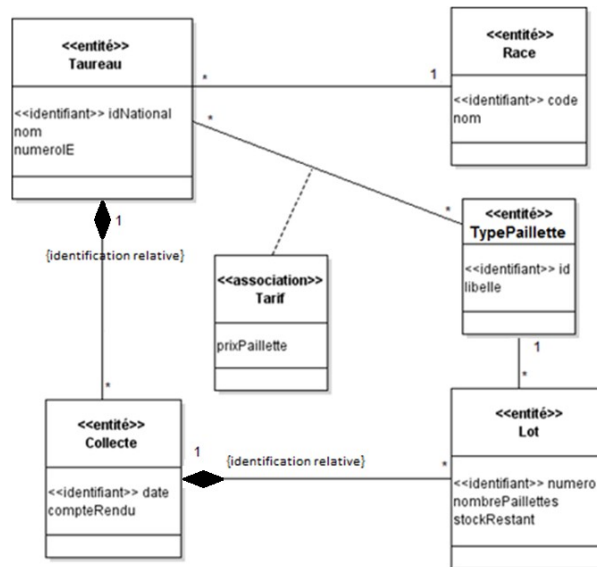 <<entité>>
Taureau
<<identifiant>> idNational
nom
numeroIE
*
1
<<entité>>
Race
<<identifiant>> code
nom
*
*
<<entité>>
TypePaillette
<<identifiant>> id
libelle
1
{identification relative}
<<association>>
Tarif
prixPaillette
1
*
*
<<entité>>
Collecte
<<identifiant>> date
compteRendu
1
{identification relative}
*
<<entité>>
Lot
<<identifiant>> numero
nombrePaillettes
stockRestant